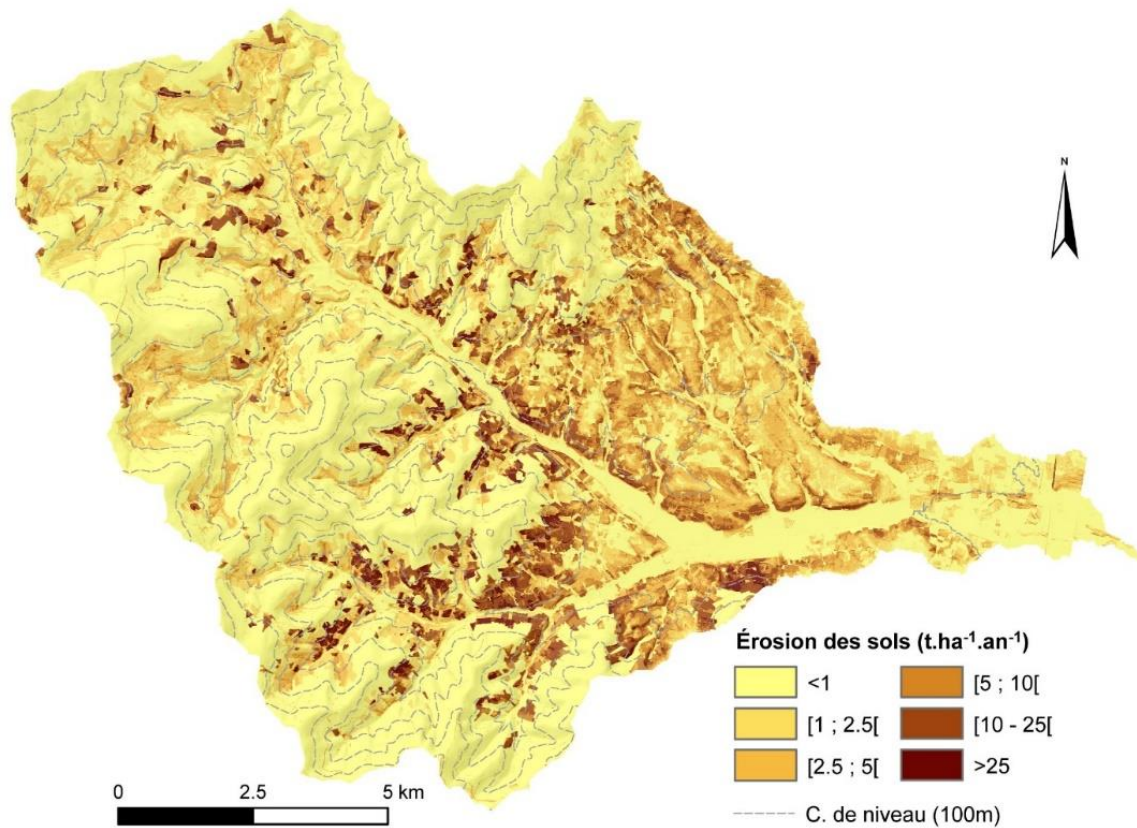 N
Érosion des sols (t.ha⁻¹.an⁻¹)
<1
[5 ; 10[
[1 ; 2.5[
[10 - 25[
[2.5 ; 5[
>25
0 2.5 5 km
C. de niveau (100m)